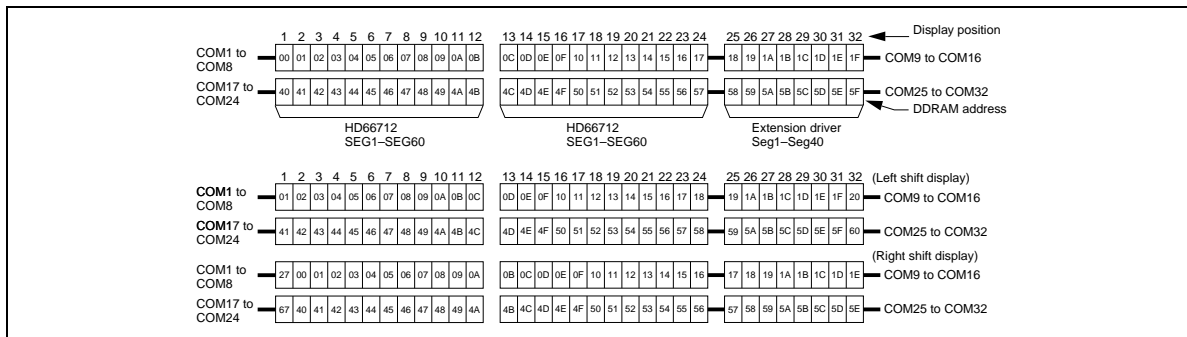 1 2 3 4 5 6 7 8 9 10 11 12 13 14 15 16 17 18 19 20 21 22 23 24 25 26 27 28 29 30 31 32 Display position
COM1 to
COM8
00 01 02 03 04 05 06 07 08 09 0A 0B 0C 0D 0E 0F 10 11 12 13 14 15 16 17 18 19 1A 1B 1C 1D 1E 1F COM9 to COM16
COM17 to
COM24
40 41 42 43 44 45 46 47 48 49 4A 4B 4C 4D 4E 4F 50 51 52 53 54 55 56 57 58 59 5A 5B 5C 5D 5E 5F COM25 to COM32
DDRAM address
HD66712 HD66712 Extension driver
SEG1–SEG60 SEG1–SEG60 Seg1–Seg40
1 2 3 4 5 6 7 8 9 10 11 12 13 14 15 16 17 18 19 20 21 22 23 24 25 26 27 28 29 30 31 32 (Left shift display)
COM1 to
COM8
01 02 03 04 05 06 07 08 09 0A 0B 0C 0D 0E 0F 10 11 12 13 14 15 16 17 18 19 1A 1B 1C 1D 1E 1F 20 COM9 to COM16
COM17 to
COM24
41 42 43 44 45 46 47 48 49 4A 4B 4C 4D 4E 4F 50 51 52 53 54 55 56 57 58 59 5A 5B 5C 5D 5E 5F 60 COM25 to COM32
(Right shift display)
COM1 to
COM8
27 00 01 02 03 04 05 06 07 08 09 0A 0B 0C 0D 0E 0F 10 11 12 13 14 15 16 17 18 19 1A 1B 1C 1D 1E COM9 to COM16
COM17 to
COM24
67 40 41 42 43 44 45 46 47 48 49 4A 4B 4C 4D 4E 4F 50 51 52 53 54 55 56 57 58 59 5A 5B 5C 5D 5E COM25 to COM32